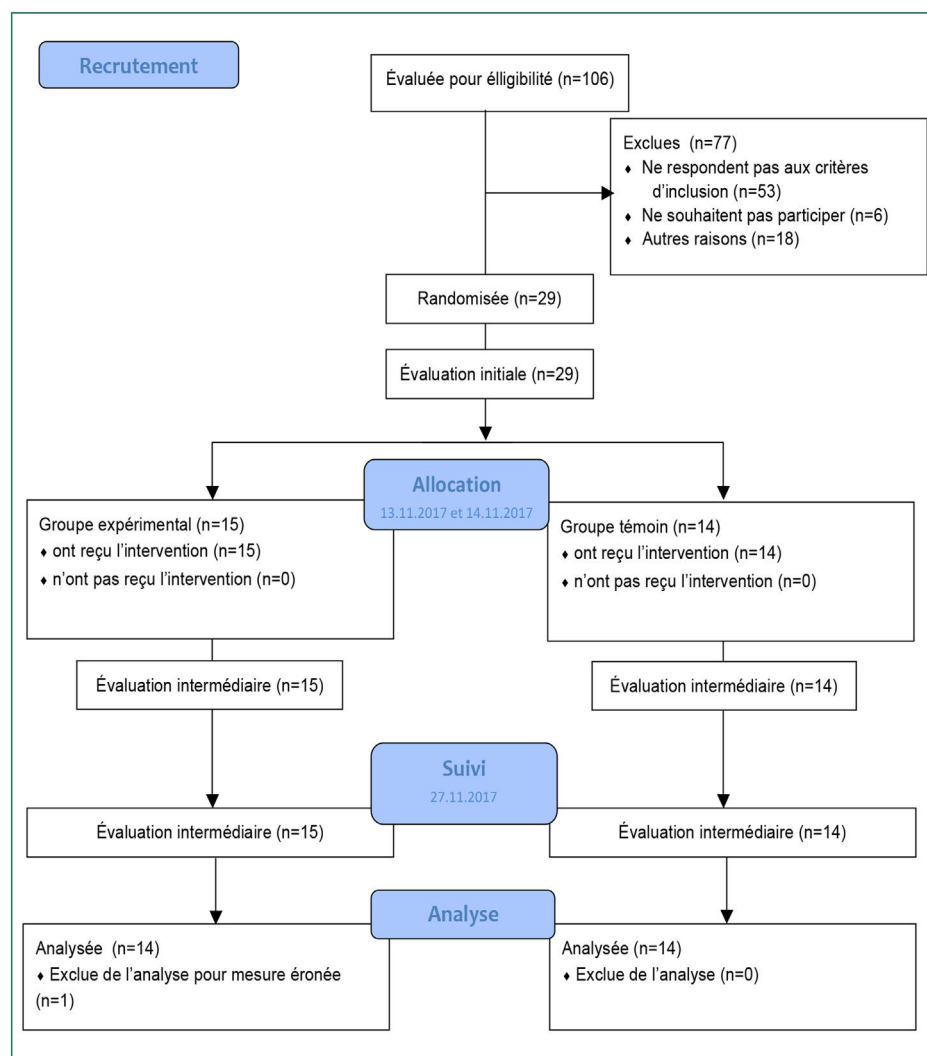 Recrutement
Évaluée pour élligibilité (n=106)
Exclues (n=77)
♦ Ne respondent pas aux critères
d'inclusion (n=53)
♦ Ne souhaitent pas participer (n=6)
♦ Autres raisons (n=18)
Randomisée (n=29)
Évaluation initiale (n=29)
Allocation
13.11.2017 et 14.11.2017
Groupe expérimental (n=15)
♦ ont reçu l'intervention (n=15)
♦ n'ont pas reçu l'intervention (n=0)
Groupe témoin (n=14)
♦ ont reçu l'intervention (n=14)
♦ n'ont pas reçu l'intervention (n=0)
Évaluation intermédiaire (n=15)
Évaluation intermédiaire (n=14)
Suivi
27.11.2017
Évaluation intermédiaire (n=15)
Évaluation intermédiaire (n=14)
Analyse
Analysée (n=14)
♦ Exclue de l'analyse pour mesure éronée
(n=1)
Analysée (n=14)
♦ Exclue de l'analyse (n=0)